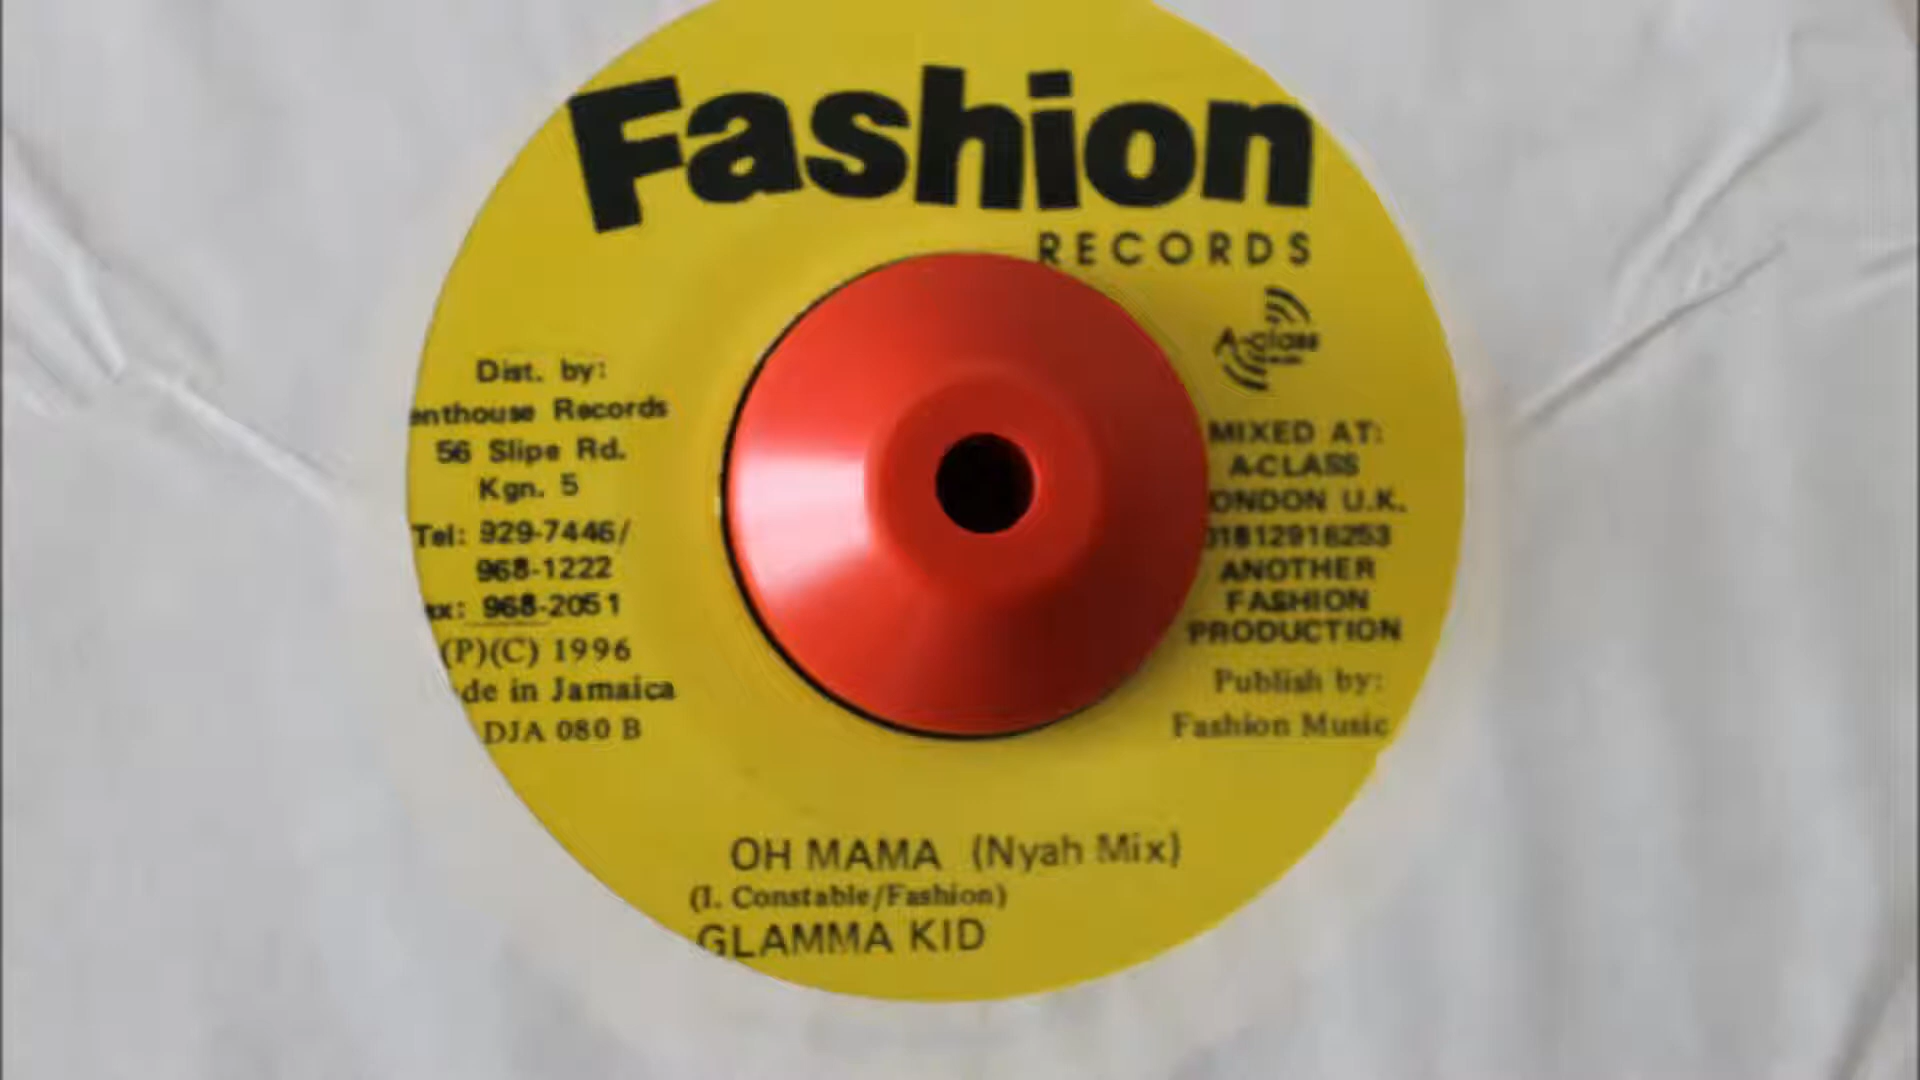 Fashion
RECORDS
A-class
Dist. by:
enthouse Records
56 Slipe Rd.
Kgn. 5
Tel: 929-7446/
968-1222
ax: 968-2051
(P)(C) 1996
de in Jamaica
DJA 080 B
MIXED AT:
A-CLASS
ONDON U.K.
01812916253
ANOTHER
FASHION
PRODUCTION
Publish by:
Fashion Music
OH MAMA (Nyah Mix)
(I. Constable/Fashion)
GLAMMA KID